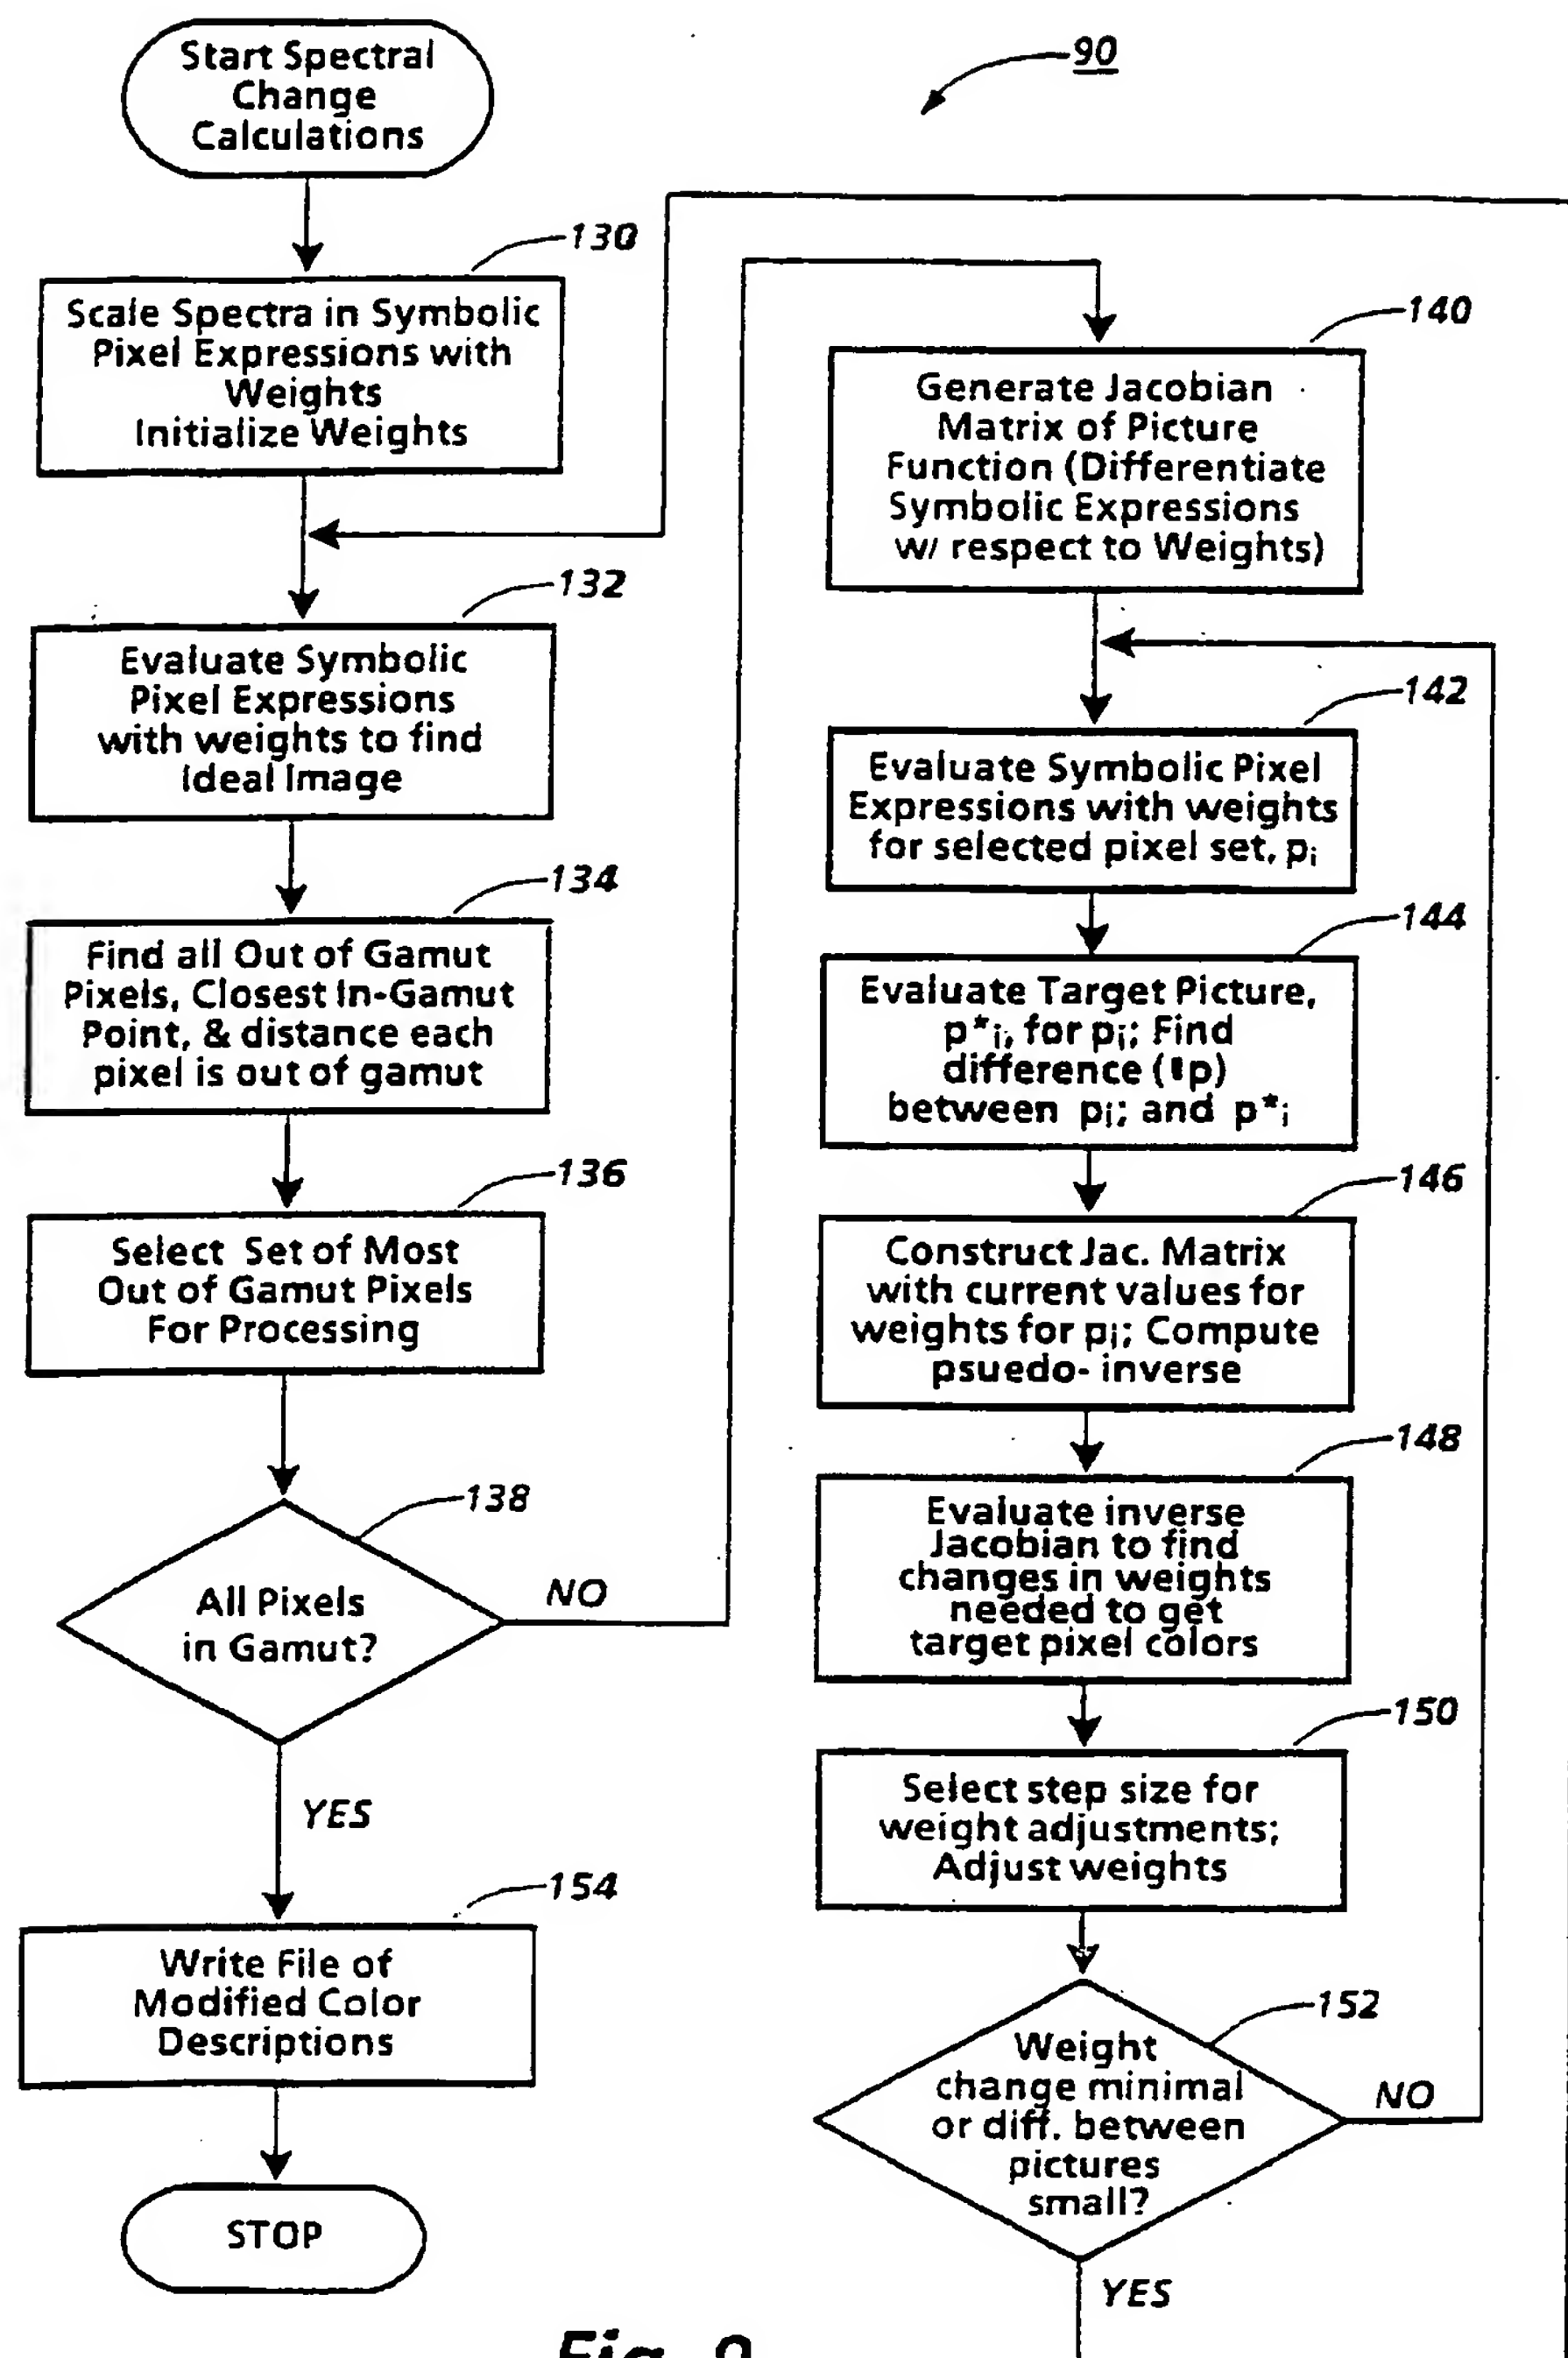 Start Spectral
Change
Calculations
90
130
Scale Spectra in Symbolic
Pixel Expressions with
Weights
Initialize Weights
132
Evaluate Symbolic
Pixel Expressions
with weights to find
Ideal Image
134
Find all Out of Gamut
Pixels, Closest In-Gamut
Point, & distance each
pixel is out of gamut
136
Select Set of Most
Out of Gamut Pixels
For Processing
138
All Pixels
in Gamut?
NO
YES
154
Write File of
Modified Color
Descriptions
STOP
140
Generate Jacobian
Matrix of Picture
Function (Differentiate
Symbolic Expressions
w/ respect to Weights)
142
Evaluate Symbolic Pixel
Expressions with weights
for selected pixel set, pi
144
Evaluate Target Picture,
p*i, for pi; Find
difference (▮p)
between pi; and p*i
146
Construct Jac. Matrix
with current values for
weights for pi; Compute
psuedo- inverse
148
Evaluate inverse
Jacobian to find
changes in weights
needed to get
target pixel colors
150
Select step size for
weight adjustments;
Adjust weights
152
Weight
change minimal
or diff. between
pictures
small?
NO
YES
Fig.